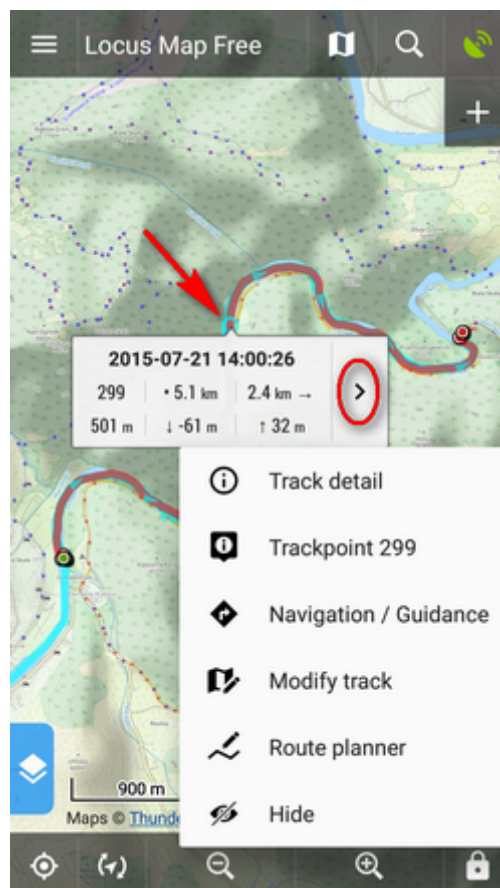 Locus Map Free
2015-07-21 14:00:26
299 • 5.1 km 2.4 km →
501 m ↓ -61 m ↑ 32 m
Track detail
Trackpoint 299
Navigation / Guidance
Modify track
Route planner
Hide
900 m
Maps © Thunde